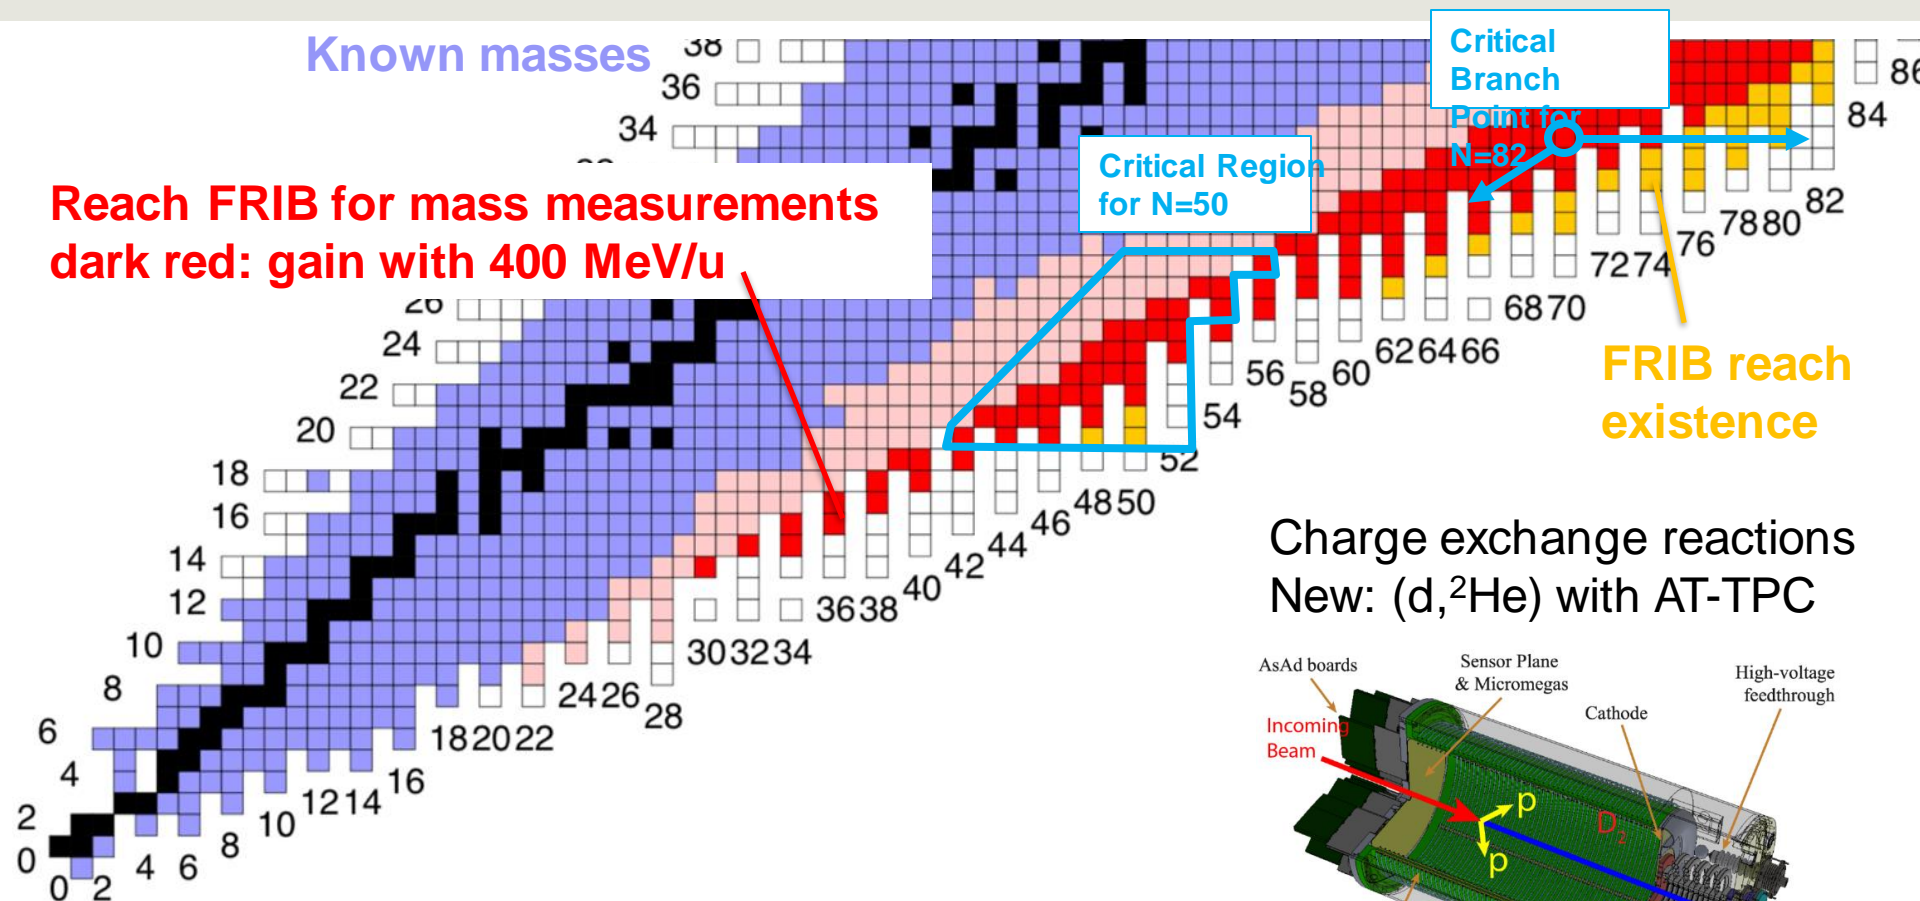 Known masses
Critical
Branch
Point for
N=82
Critical Region
for N=50
Reach FRIB for mass measurements
dark red: gain with 400 MeV/u
FRIB reach
existence
38
36
34
26
24
22
20
18
16
14
12
10
8
6
4
2
0
0 2 4 6 8 10 12 14 16 18 20 22 24 26 28 30 32 34 36 38 40 42 44 46 48 50 52 54 56 58 60 62 64 66 68 70 72 74 76 78 80 82 84 86
Charge exchange reactions
New: (d,²He) with AT-TPC
AsAd boards
Sensor Plane
& Micromegas
High-voltage
feedthrough
Cathode
Incoming
Beam
p
D₂
p